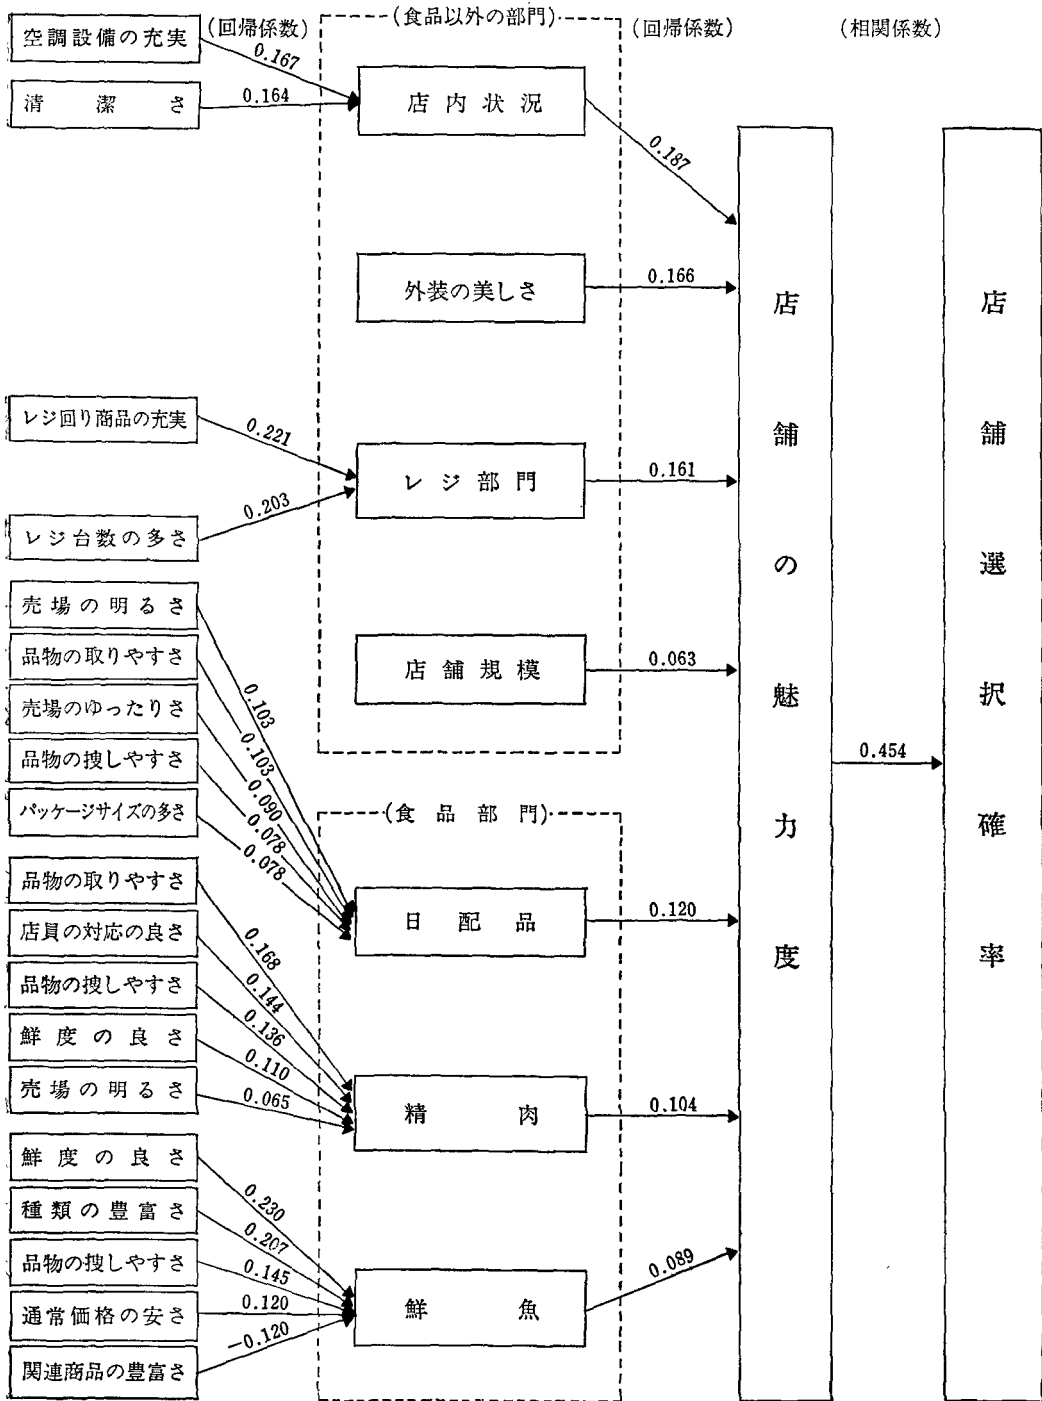 (回帰係数)
(食品以外の部門)
(回帰係数)
(相関係数)
空調設備の充実
0.167
清潔さ
0.164
店内状況
0.187
外装の美しさ
0.166
レジ回り商品の充実
0.221
レジ台数の多さ
0.203
レジ部門
0.161
店舗規模
0.063
売場の明るさ
0.103
品物の取りやすさ
0.103
売場のゆったりさ
0.090
品物の捜しやすさ
0.078
パッケージサイズの多さ
0.078
(食品部門)
日配品
0.120
品物の取りやすさ
0.168
店員の対応の良さ
0.144
品物の捜しやすさ
0.136
鮮度の良さ
0.110
売場の明るさ
0.065
精肉
0.104
鮮度の良さ
0.230
種類の豊富さ
0.207
品物の捜しやすさ
0.145
通常価格の安さ
0.120
関連商品の豊富さ
-0.120
鮮魚
0.089
店舗の魅力度
0.454
店舗選択確率